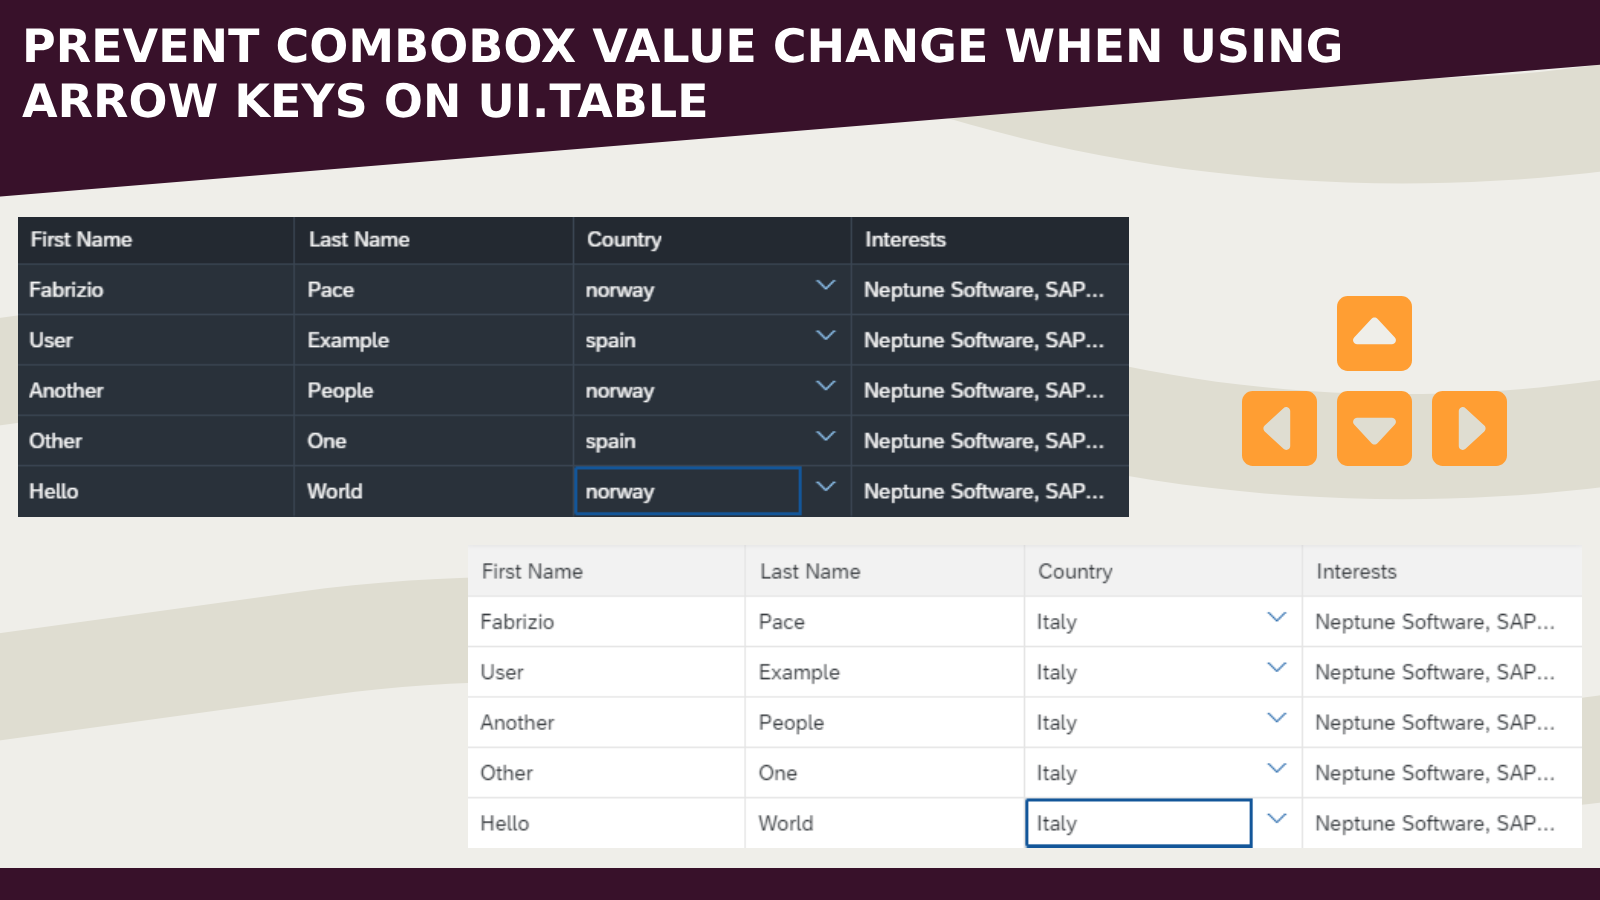 PREVENT COMBOBOX VALUE CHANGE WHEN USING
ARROW KEYS ON UI.TABLE
First Name Last Name Country Interests
Fabrizio Pace norway Neptune Software, SAP...
User Example spain Neptune Software, SAP...
Another People norway Neptune Software, SAP...
Other One spain Neptune Software, SAP...
Hello World norway Neptune Software, SAP...
First Name Last Name Country Interests
Fabrizio Pace Italy Neptune Software, SAP...
User Example Italy Neptune Software, SAP...
Another People Italy Neptune Software, SAP...
Other One Italy Neptune Software, SAP...
Hello World Italy Neptune Software, SAP...